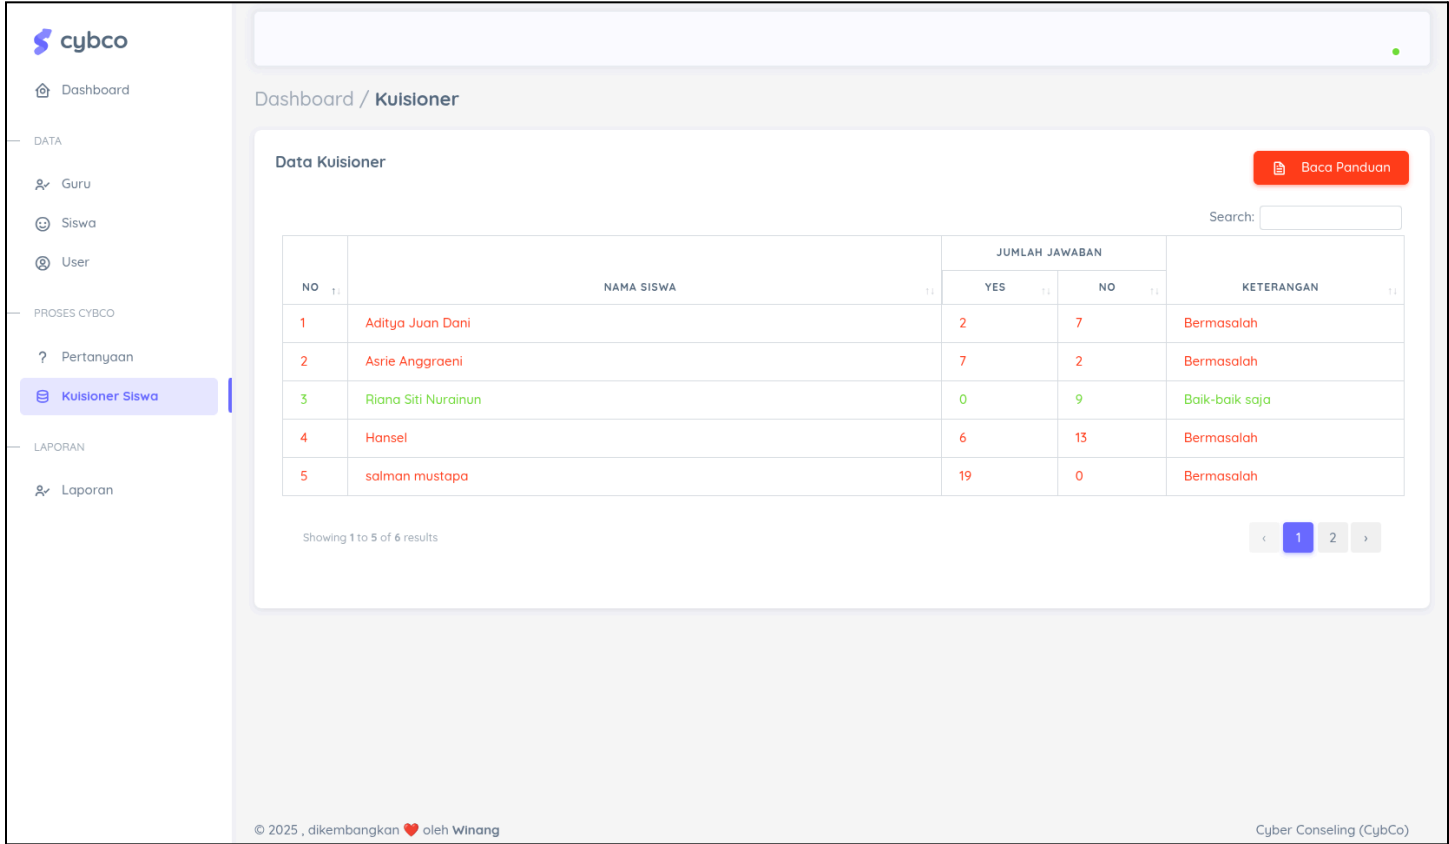 cybco
Dashboard
DATA
Guru
Siswa
User
PROSES CYBCO
? Pertanyaan
Kuisioner Siswa
LAPORAN
Laporan
Dashboard / Kuisioner
Data Kuisioner
Baca Panduan
Search:
JUMLAH JAWABAN
NO NAMA SISWA YES NO KETERANGAN
1 Aditya Juan Dani 2 7 Bermasalah
2 Asrie Anggraeni 7 2 Bermasalah
3 Riana Siti Nurainun 0 9 Baik-baik saja
4 Hansel 6 13 Bermasalah
5 salman mustapa 19 0 Bermasalah
Showing 1 to 5 of 6 results
‹ 1 2 ›
© 2025 , dikembangkan ❤️ oleh Winang
Cyber Conseling (CybCo)